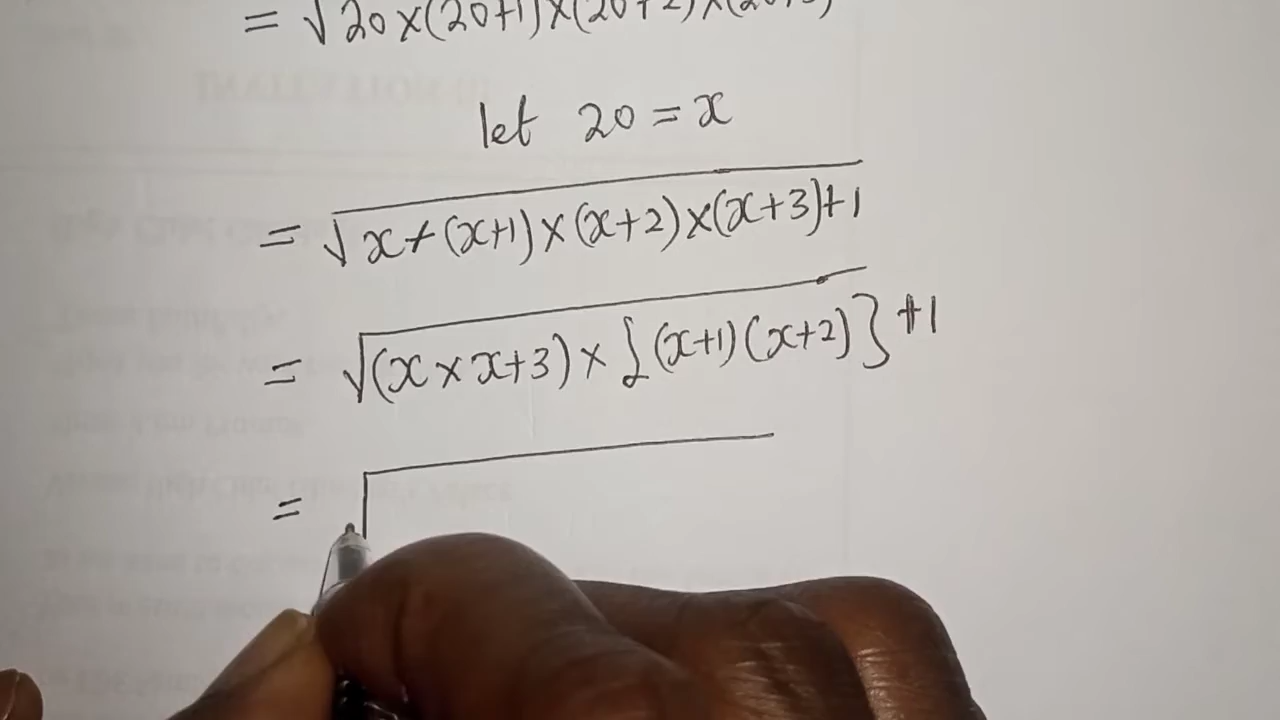 = √20×(20+1)×(20+2)×(20+3)
let 20 = x
= √x×(x+1)×(x+2)×(x+3)+1
= √(x×x+3)×{(x+1)(x+2)}+1
= √